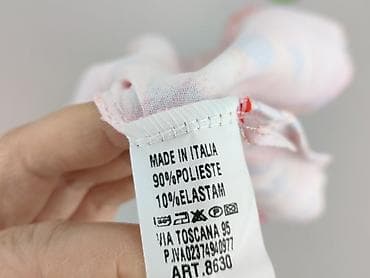 MADE IN ITALIA
90%POLIESTE
10%ELASTAM
VIA TOSCANA 95
P.IVA02374940977
ART.8630